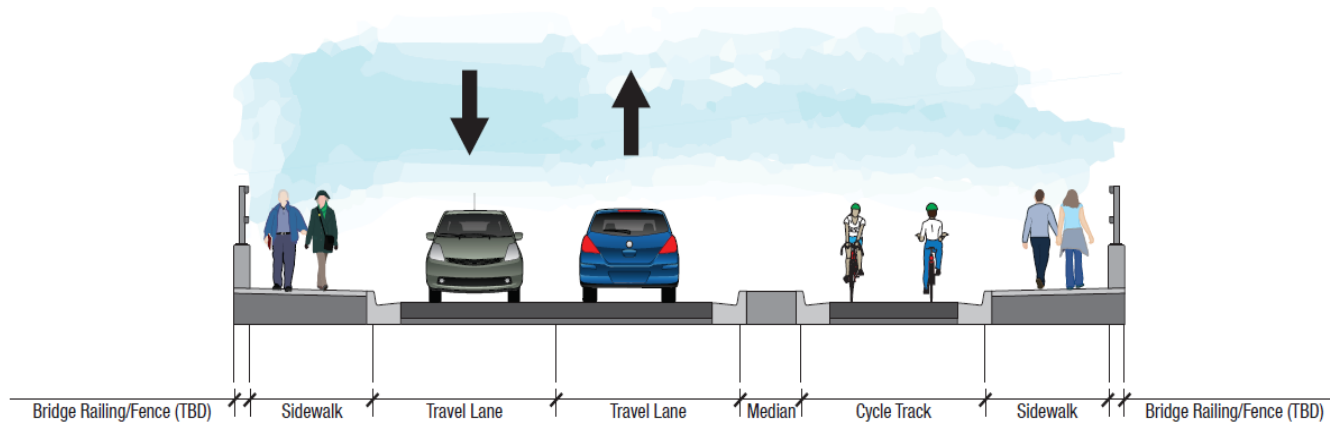 Bridge Railing/Fence (TBD)
Sidewalk
Travel Lane
Travel Lane
Median
Cycle Track
Sidewalk
Bridge Railing/Fence (TBD)